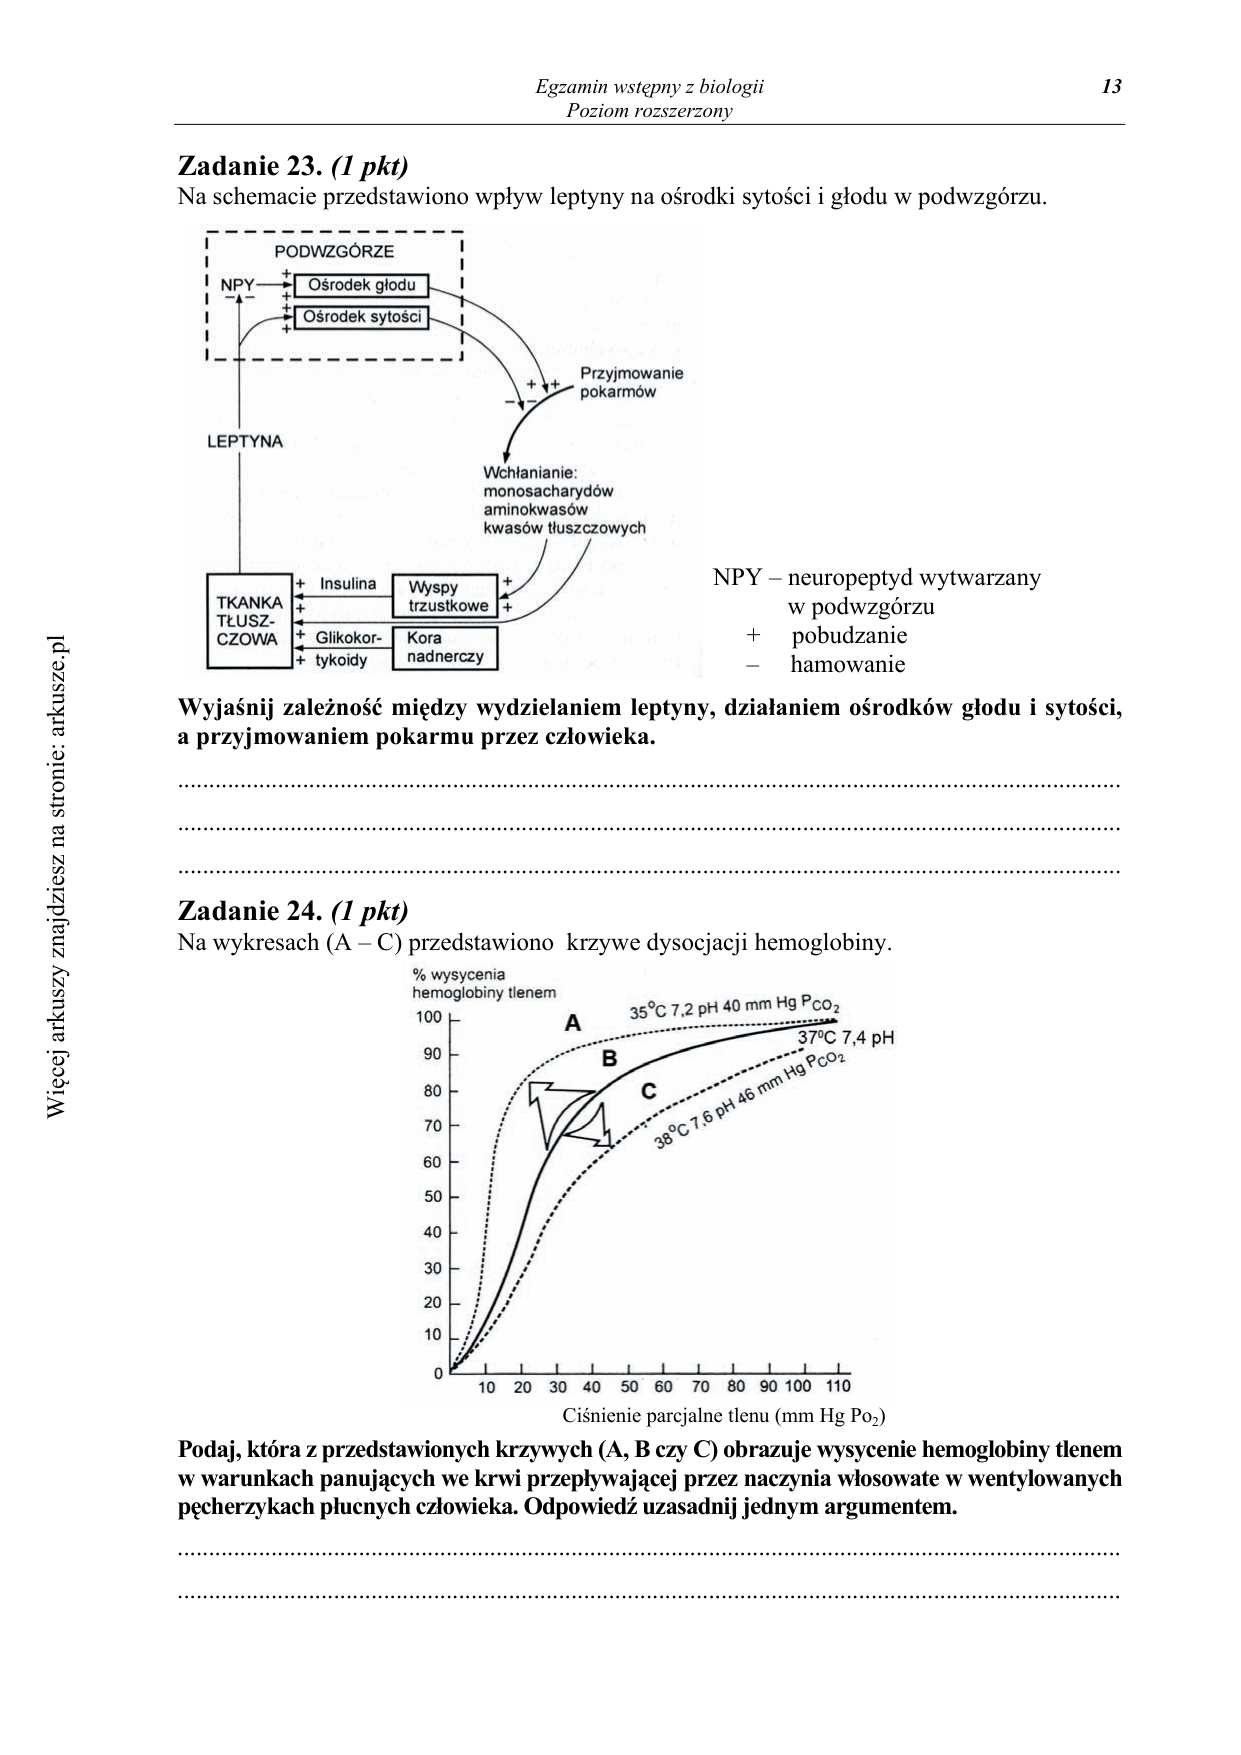 Egzamin wstępny z biologii
Poziom rozszerzony
13
Zadanie 23. (1 pkt)
Na schemacie przedstawiono wpływ leptyny na ośrodki sytości i głodu w podwzgórzu.
PODWZGÓRZE
NPY
+
+
Ośrodek głodu
– –
+
+
Ośrodek sytości
+ +
– –
Przyjmowanie
pokarmów
LEPTYNA
Wchłanianie:
monosacharydów
aminokwasów
kwasów tłuszczowych
TKANKA
TŁUSZ-
CZOWA
+ Insulina
+
Wyspy
trzustkowe
+
+
+ Glikokor-
+ tykoidy
Kora
nadnerczy
NPY – neuropeptyd wytwarzany
w podwzgórzu
+ pobudzanie
– hamowanie
Wyjaśnij zależność między wydzielaniem leptyny, działaniem ośrodków głodu i sytości,
a przyjmowaniem pokarmu przez człowieka.
Zadanie 24. (1 pkt)
Na wykresach (A – C) przedstawiono krzywe dysocjacji hemoglobiny.
% wysycenia
hemoglobiny tlenem
100
90
80
70
60
50
40
30
20
10
0
A
35°C 7,2 pH 40 mm Hg PCO2
B
37°C 7,4 pH
C
38°C 7,6 pH 46 mm Hg PCO2
10 20 30 40 50 60 70 80 90 100 110
Ciśnienie parcjalne tlenu (mm Hg Po2)
Podaj, która z przedstawionych krzywych (A, B czy C) obrazuje wysycenie hemoglobiny tlenem
w warunkach panujących we krwi przepływającej przez naczynia włosowate w wentylowanych
pęcherzykach płucnych człowieka. Odpowiedź uzasadnij jednym argumentem.
Więcej arkuszy znajdziesz na stronie: arkusze.pl